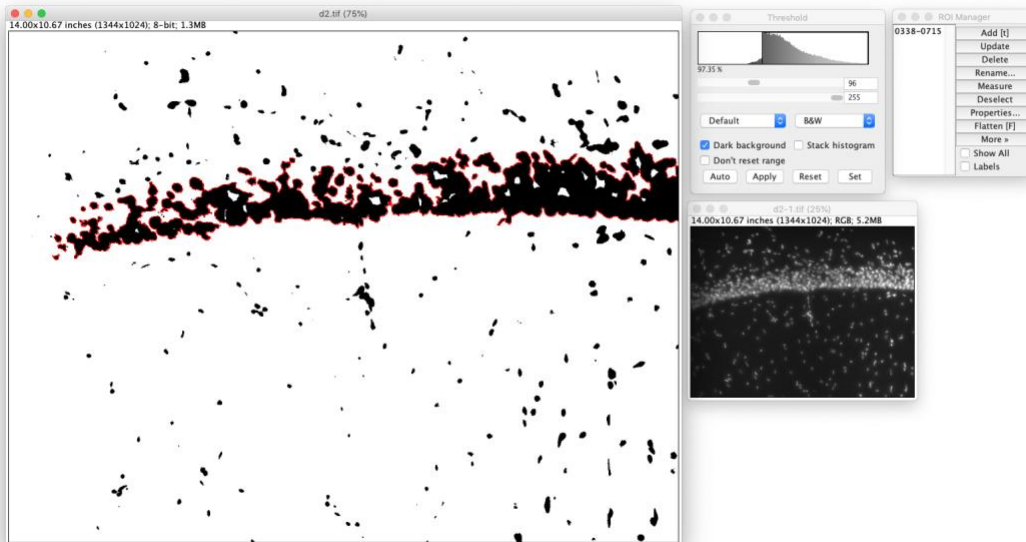 d2.tif (75%)
14.00x10.67 inches (1344x1024); 8-bit; 1.3MB
Threshold
97.35 %
96
255
Default
B&W
Dark background
Stack histogram
Don't reset range
Auto
Apply
Reset
Set
ROI Manager
0338-0715
Add [t]
Update
Delete
Rename...
Measure
Deselect
Properties...
Flatten [F]
More »
Show All
Labels
d2-1.tif (25%)
14.00x10.67 inches (1344x1024); RGB; 5.2MB